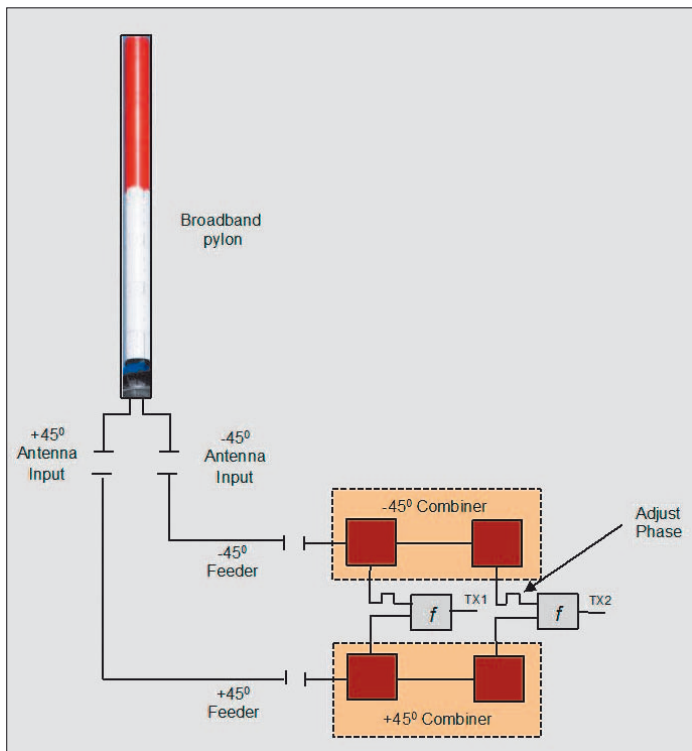 Broadband
pylon
+45⁰
Antenna
Input
-45⁰
Antenna
Input
-45⁰ Combiner
Adjust
Phase
-45⁰
Feeder
TX1
f
TX2
f
+45⁰
Feeder
+45⁰ Combiner